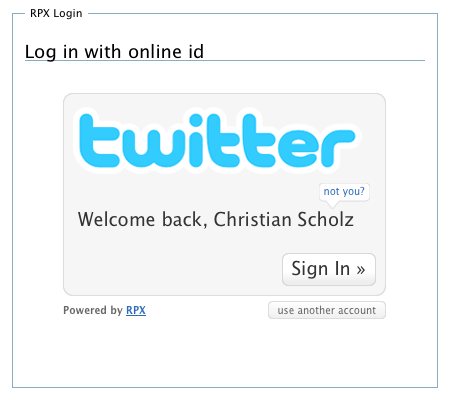 RPX Login
Log in with online id
twitter
not you?
Welcome back, Christian Scholz
Sign In »
Powered by RPX
use another account